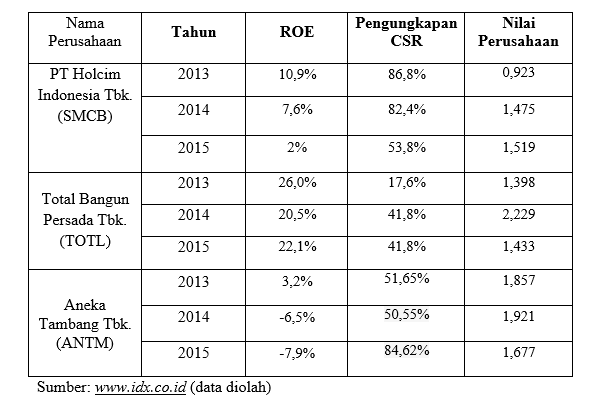 Nama Perusahaan Tahun ROE Pengungkapan CSR Nilai Perusahaan
PT Holcim Indonesia Tbk. (SMCB) 2013 10,9% 86,8% 0,923
2014 7,6% 82,4% 1,475
2015 2% 53,8% 1,519
Total Bangun Persada Tbk. (TOTL) 2013 26,0% 17,6% 1,398
2014 20,5% 41,8% 2,229
2015 22,1% 41,8% 1,433
Aneka Tambang Tbk. (ANTM) 2013 3,2% 51,65% 1,857
2014 -6,5% 50,55% 1,921
2015 -7,9% 84,62% 1,677
Sumber: www.idx.co.id (data diolah)